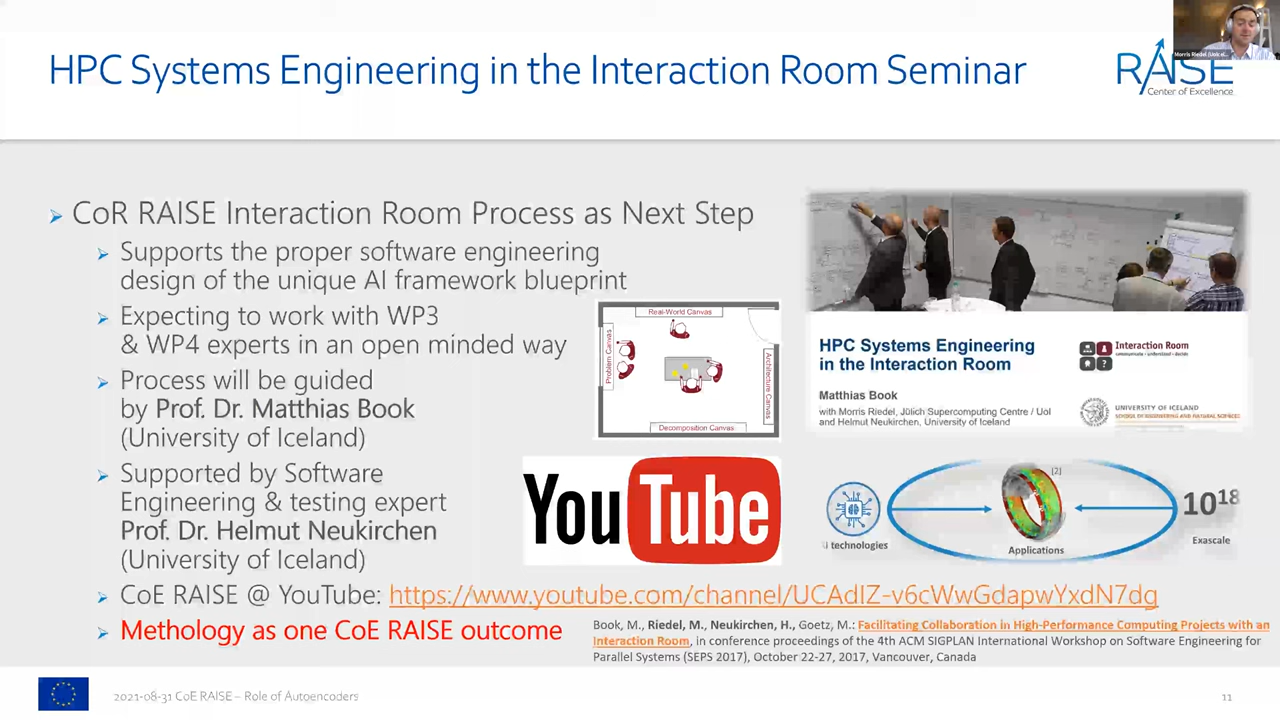 HPC Systems Engineering in the Interaction Room Seminar
RAISE
Center of Excellence
CoR RAISE Interaction Room Process as Next Step
Supports the proper software engineering
design of the unique AI framework blueprint
Expecting to work with WP3
& WP4 experts in an open minded way
Process will be guided
by Prof. Dr. Matthias Book
(University of Iceland)
Supported by Software
Engineering & testing expert
Prof. Dr. Helmut Neukirchen
(University of Iceland)
CoE RAISE @ YouTube: https://www.youtube.com/channel/UCAdIZ-v6cWwGdapwYxdN7dg
Methology as one CoE RAISE outcome
Real-World Canvas
Problem Canvas
Architecture Canvas
Decomposition Canvas
YouTube
HPC Systems Engineering
in the Interaction Room
Interaction Room
communicate · understand · decide
Matthias Book
with Morris Riedel, Jülich Supercomputing Centre / UoI
and Helmut Neukirchen, University of Iceland
UNIVERSITY OF ICELAND
SCHOOL OF ENGINEERING AND NATURAL SCIENCES
[2]
10¹⁸
technologies
Applications
Exascale
Book, M., Riedel, M., Neukirchen, H., Goetz, M.: Facilitating Collaboration in High-Performance Computing Projects with an
Interaction Room, in conference proceedings of the 4th ACM SIGPLAN International Workshop on Software Engineering for
Parallel Systems (SEPS 2017), October 22-27, 2017, Vancouver, Canada
2021-08-31 CoE RAISE – Role of Autoencoders
11